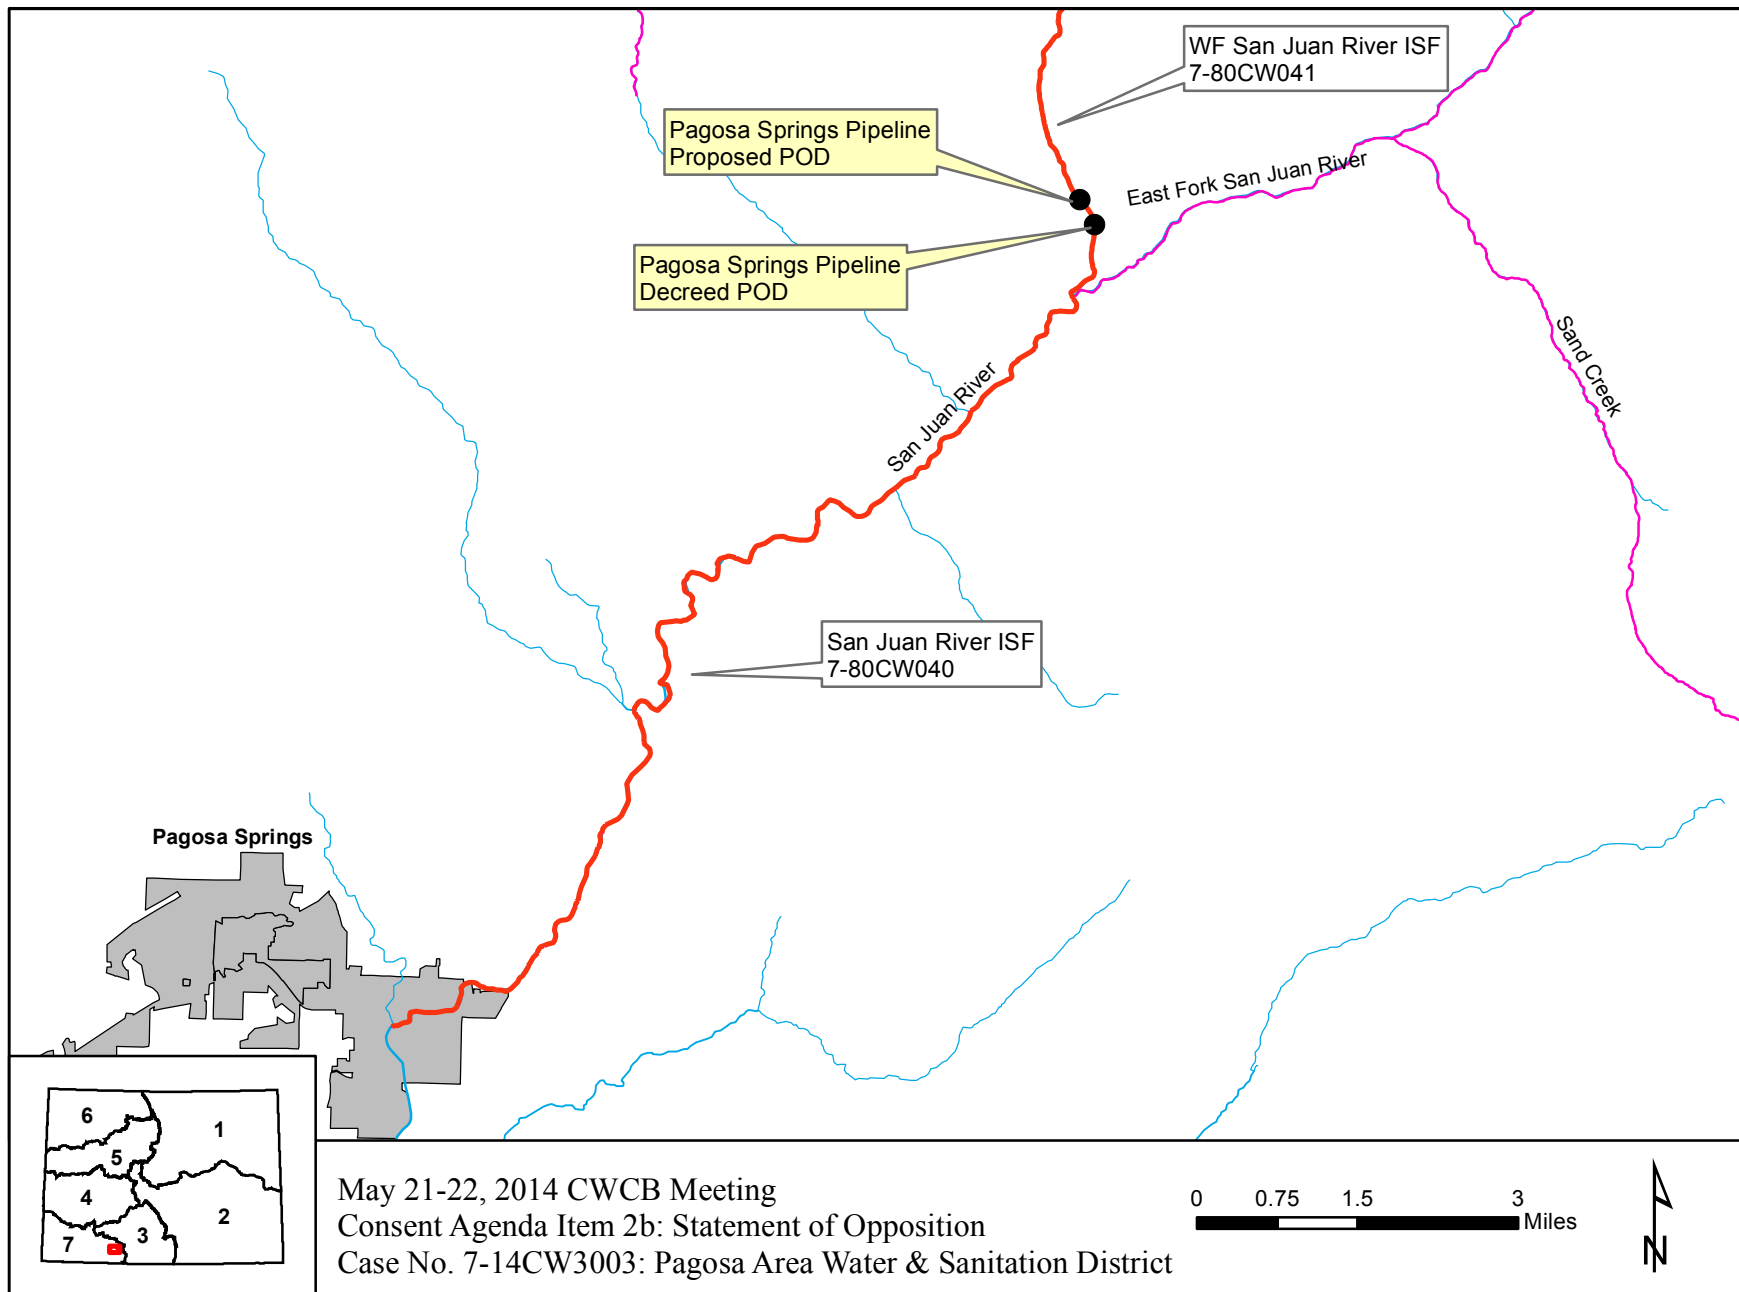 WF San Juan River ISF
7-80CW041
Pagosa Springs Pipeline
Proposed POD
East Fork San Juan River
Pagosa Springs Pipeline
Decreed POD
Sand Creek
San Juan River
San Juan River ISF
7-80CW040
Pagosa Springs
6
1
5
4
2
3
7
May 21-22, 2014 CWCB Meeting
Consent Agenda Item 2b: Statement of Opposition
Case No. 7-14CW3003: Pagosa Area Water & Sanitation District
0 0.75 1.5 3
Miles
N